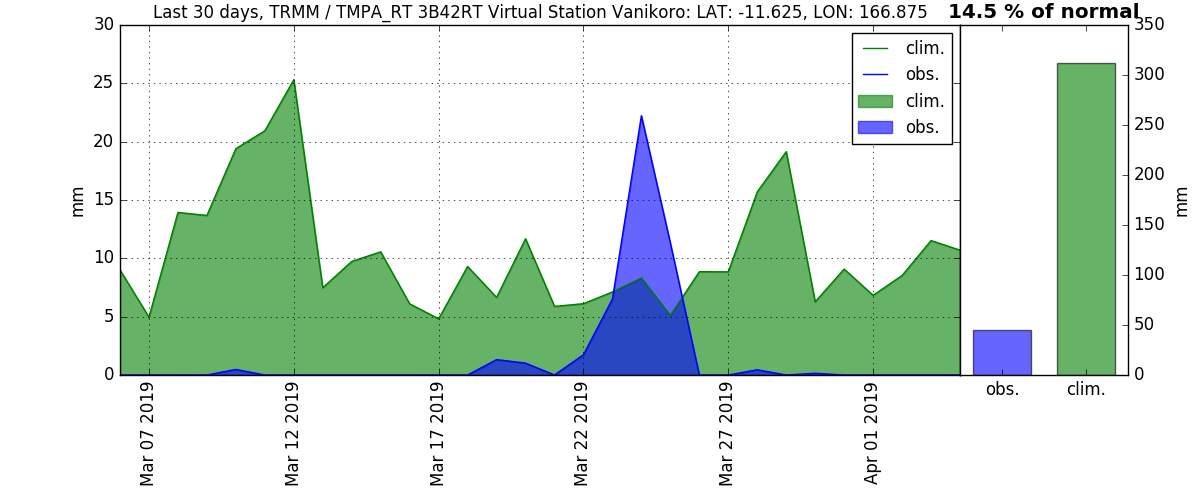 Last 30 days, TRMM / TMPA_RT 3B42RT Virtual Station Vanikoro: LAT: -11.625, LON: 166.875
14.5 % of normal
30
25
20
15
10
5
0
mm
clim.
obs.
clim.
obs.
350
300
250
200
150
100
50
0
mm
Mar 07 2019
Mar 12 2019
Mar 17 2019
Mar 22 2019
Mar 27 2019
Apr 01 2019
obs.
clim.